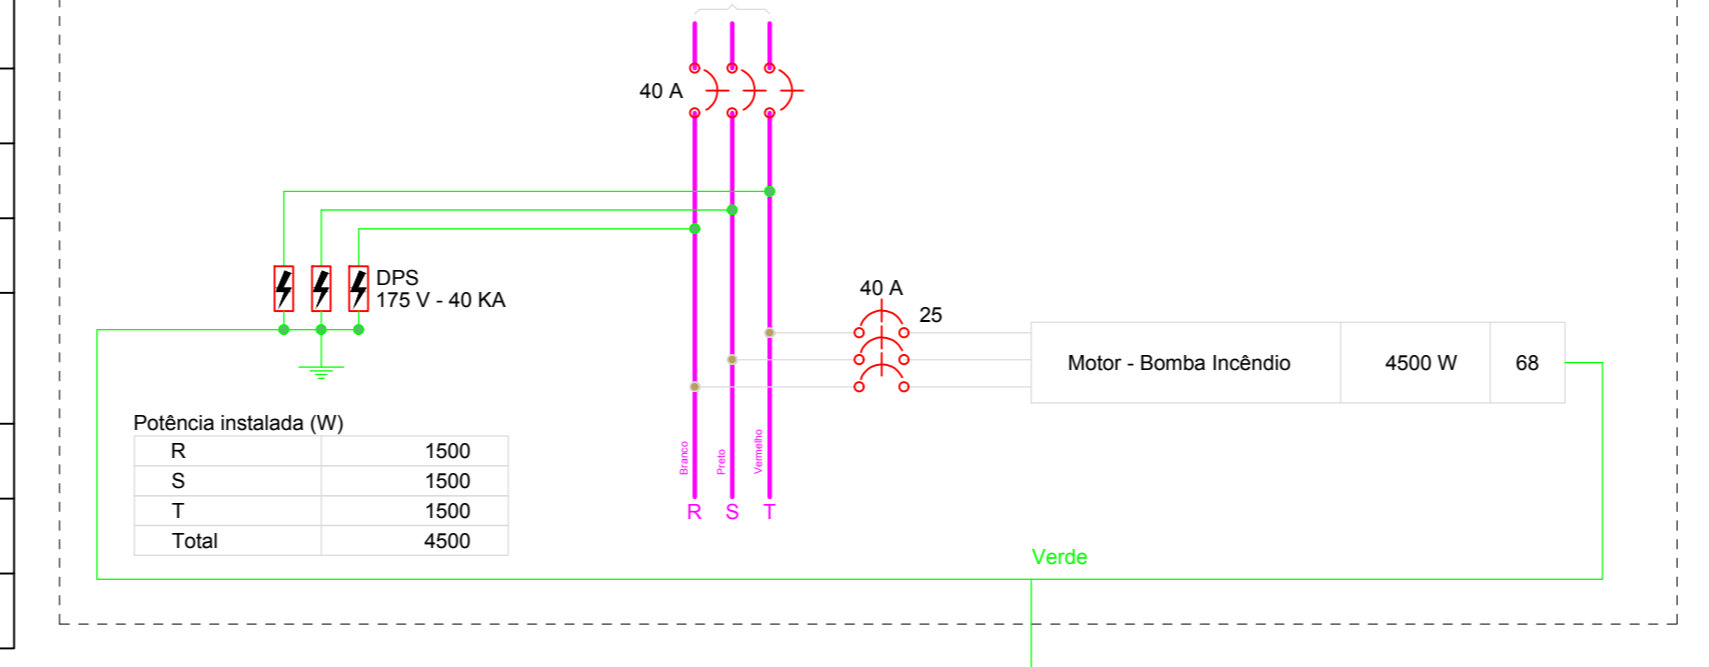 40 A
DPS
175 V - 40 KA
40 A
25
Motor - Bomba Incêndio 4500 W 68
Potência instalada (W)
R 1500
S 1500
T 1500
Total 4500
Branco
Preto
Vermelho
R S T
Verde